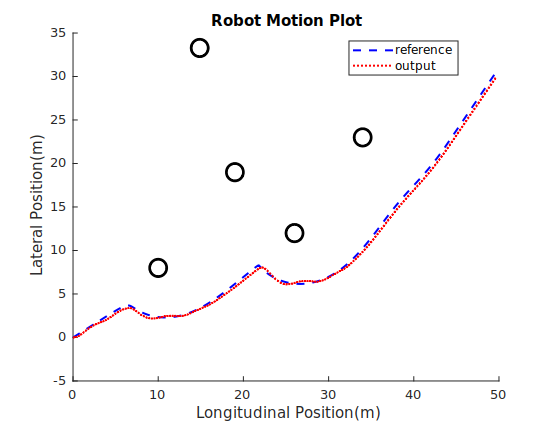 Robot Motion Plot
reference
output
Lateral Position(m)
35
30
25
20
15
10
5
0
-5
0 10 20 30 40 50
Longitudinal Position(m)